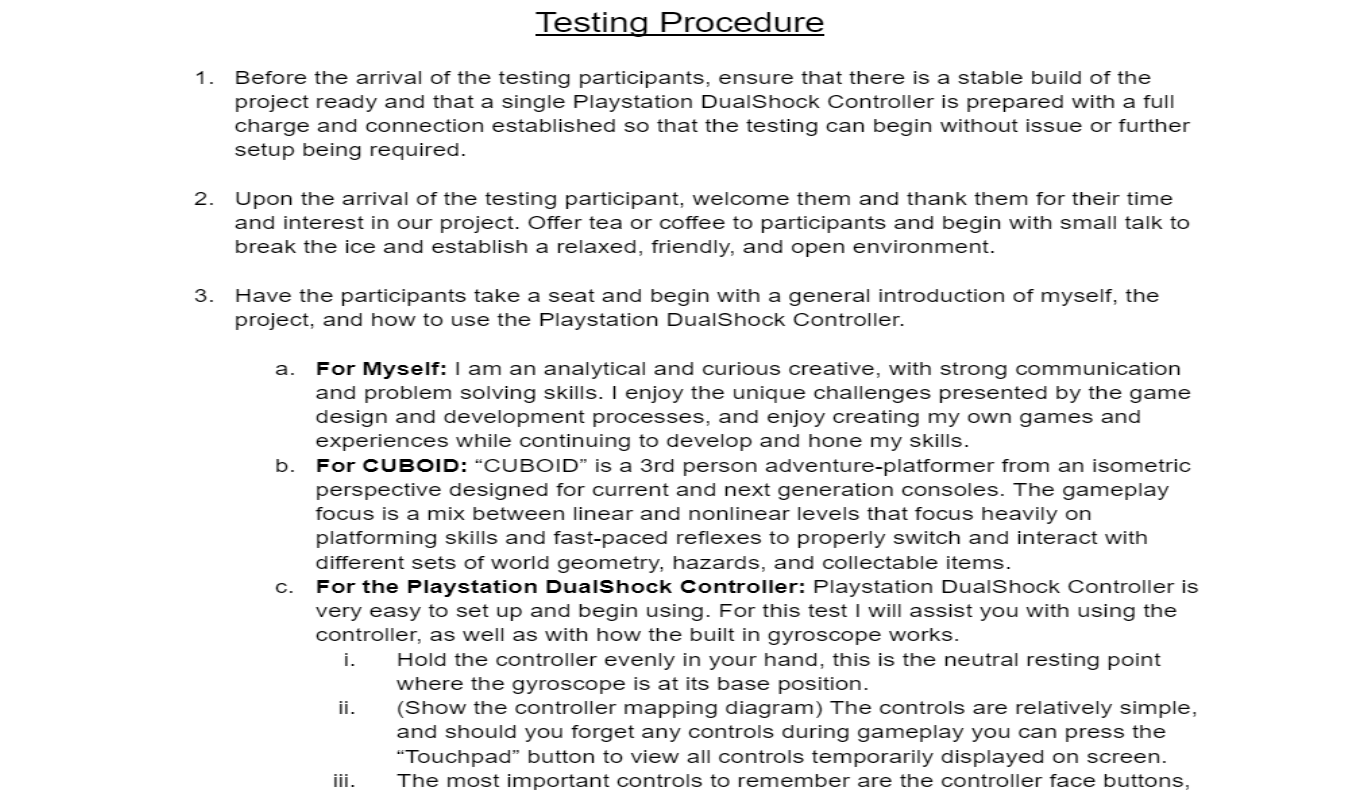 Testing Procedure
1. Before the arrival of the testing participants, ensure that there is a stable build of the
project ready and that a single Playstation DualShock Controller is prepared with a full
charge and connection established so that the testing can begin without issue or further
setup being required.
2. Upon the arrival of the testing participant, welcome them and thank them for their time
and interest in our project. Offer tea or coffee to participants and begin with small talk to
break the ice and establish a relaxed, friendly, and open environment.
3. Have the participants take a seat and begin with a general introduction of myself, the
project, and how to use the Playstation DualShock Controller.
a. For Myself: I am an analytical and curious creative, with strong communication
and problem solving skills. I enjoy the unique challenges presented by the game
design and development processes, and enjoy creating my own games and
experiences while continuing to develop and hone my skills.
b. For CUBOID: “CUBOID” is a 3rd person adventure-platformer from an isometric
perspective designed for current and next generation consoles. The gameplay
focus is a mix between linear and nonlinear levels that focus heavily on
platforming skills and fast-paced reflexes to properly switch and interact with
different sets of world geometry, hazards, and collectable items.
c. For the Playstation DualShock Controller: Playstation DualShock Controller is
very easy to set up and begin using. For this test I will assist you with using the
controller, as well as with how the built in gyroscope works.
i. Hold the controller evenly in your hand, this is the neutral resting point
where the gyroscope is at its base position.
ii. (Show the controller mapping diagram) The controls are relatively simple,
and should you forget any controls during gameplay you can press the
“Touchpad” button to view all controls temporarily displayed on screen.
iii. The most important controls to remember are the controller face buttons,